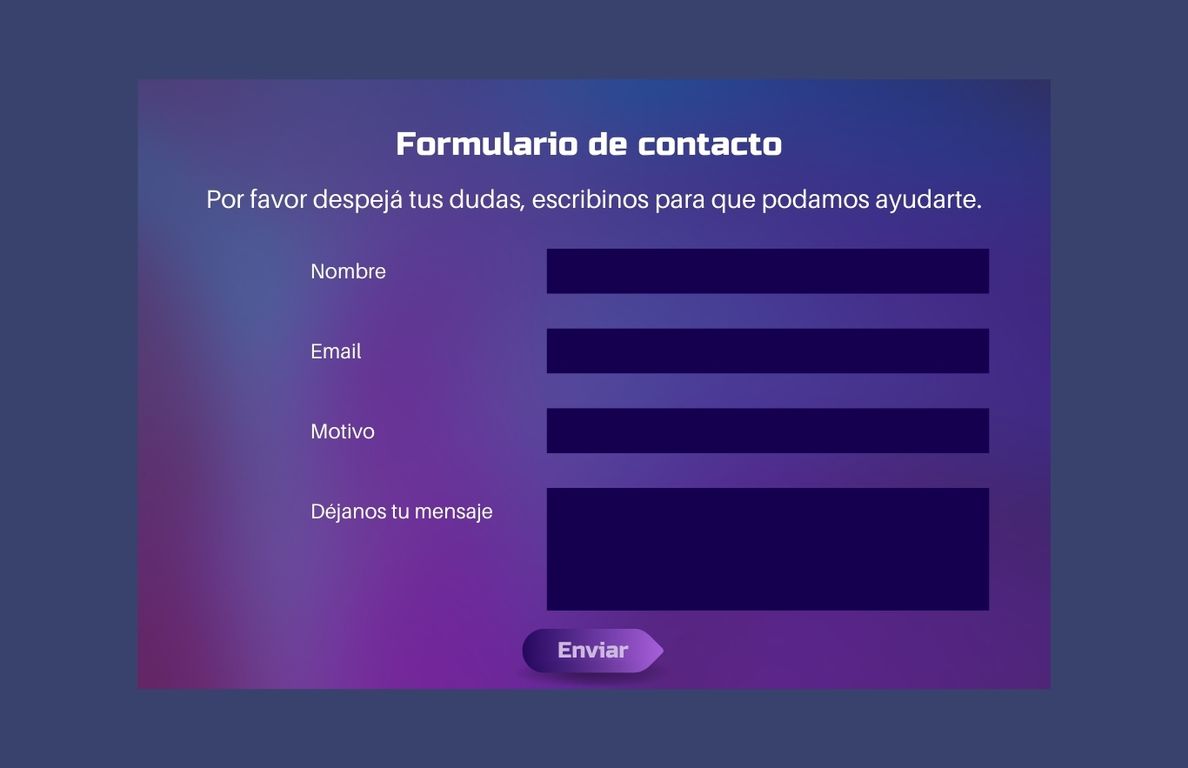 Formulario de contacto
Por favor despejá tus dudas, escribinos para que podamos ayudarte.
Nombre
Email
Motivo
Déjanos tu mensaje
Enviar